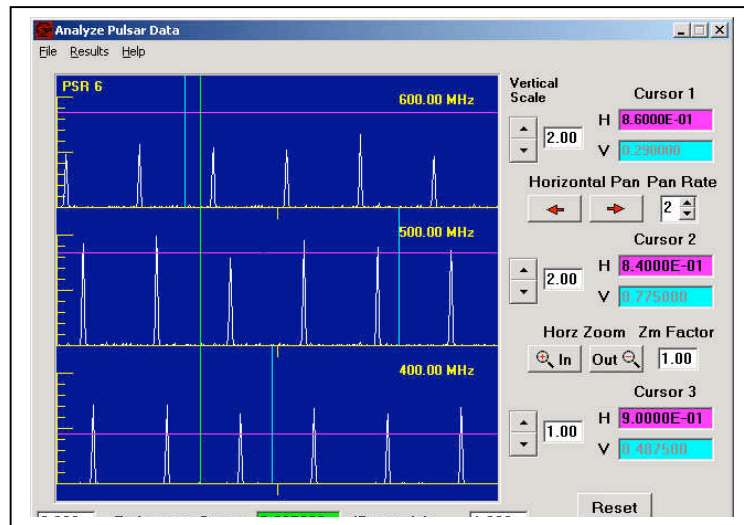 Analyze Pulsar Data
File Results Help
PSR 6
600.00 MHz
500.00 MHz
400.00 MHz
Vertical
Scale
2.00
Cursor 1
H 8.6000E-01
V 0.290000
Horizontal Pan Pan Rate
2
Cursor 2
2.00
H 8.4000E-01
V 0.775000
Horz Zoom Zm Factor
In Out 1.00
Cursor 3
1.00
H 9.0000E-01
V 0.487500
Reset